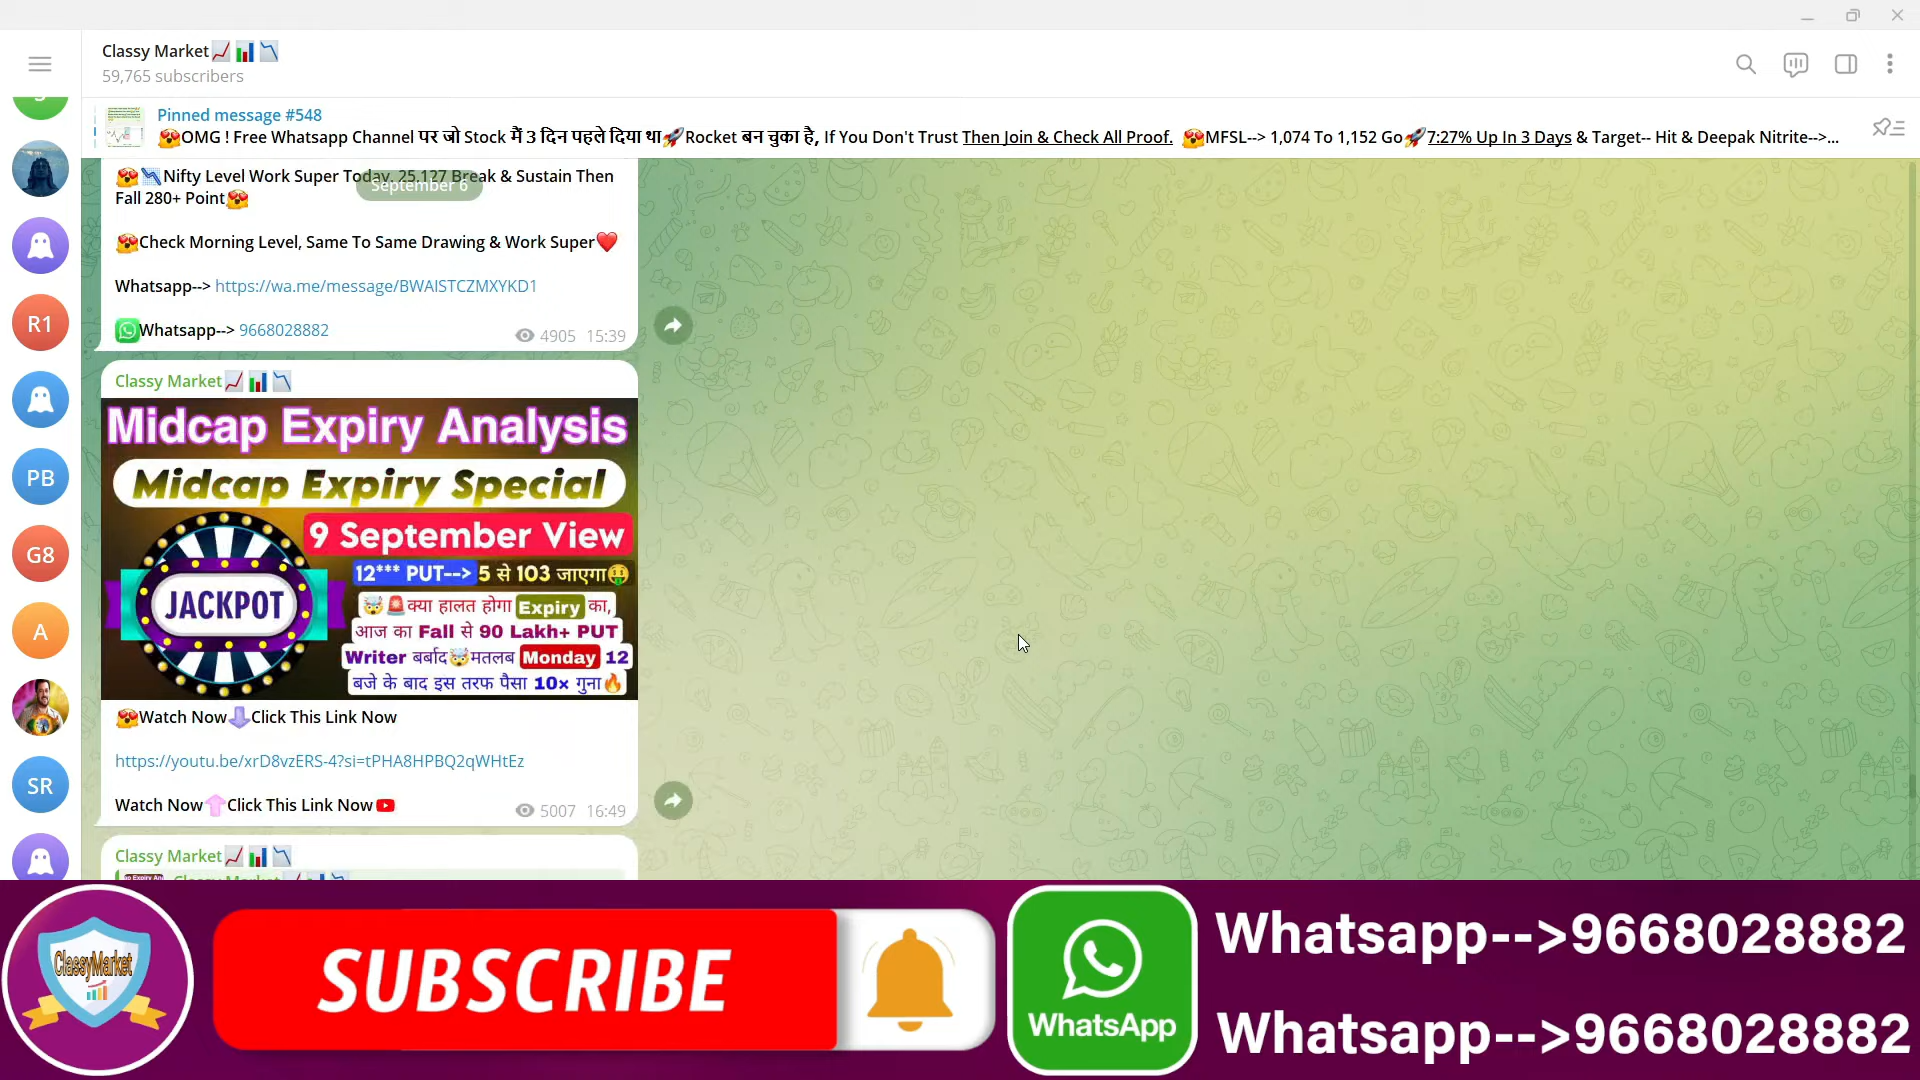 Classy Market📈📊📉
59,765 subscribers
Pinned message #548
😍OMG ! Free Whatsapp Channel पर जो Stock मैं 3 दिन पहले दिया था🚀Rocket बन चुका है, If You Don't Trust Then Join & Check All Proof. 😍MFSL--> 1,074 To 1,152 Go🚀7:27% Up In 3 Days & Target-- Hit & Deepak Nitrite-->...
😍📉Nifty Level Work Super Today. 25,127 Break & Sustain Then
September 6
Fall 280+ Point😍
😍Check Morning Level, Same To Same Drawing & Work Super❤️
Whatsapp--> https://wa.me/message/BWAISTCZMXYKD1
Whatsapp--> 9668028882
4905 15:39
R1
PB
G8
A
SR
Classy Market📈📊📉
Midcap Expiry Analysis
Midcap Expiry Special
9 September View
12*** PUT--> 5 से 103 जाएगा🤑
JACKPOT
🤯🚨क्या हालत होगा Expiry का,
आज का Fall से 90 Lakh+ PUT
Writer बर्बाद🤯मतलब Monday 12
बजे के बाद इस तरफ पैसा 10× गुना🔥
😍Watch Now⬇Click This Link Now
https://youtu.be/xrD8vzERS-4?si=tPHA8HPBQ2qWHtEz
Watch Now⬆Click This Link Now
5007 16:49
Classy Market📈📊📉
ClassyMarket
SUBSCRIBE
WhatsApp
Whatsapp-->9668028882
Whatsapp-->9668028882